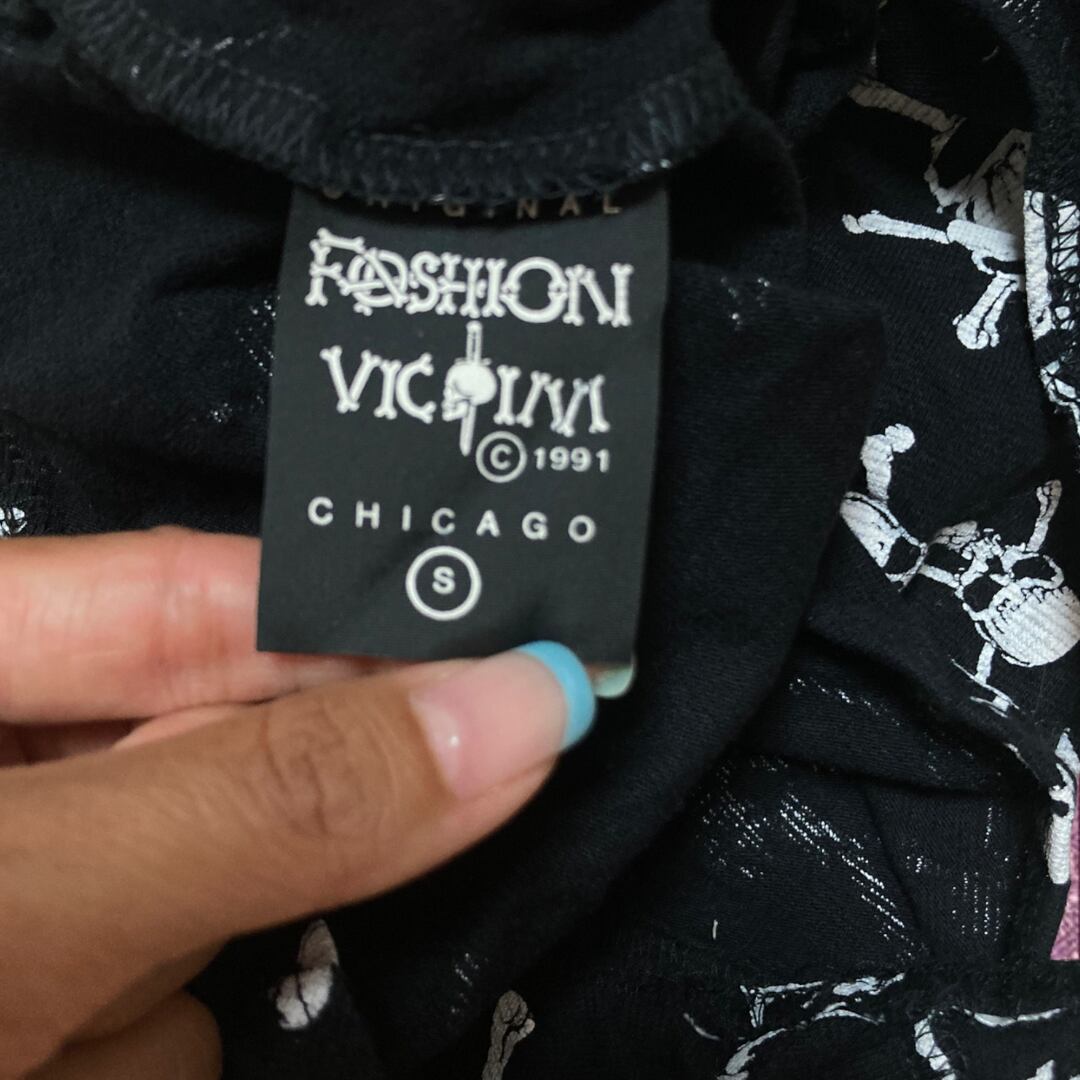 ORIGINAL
FASHION
VICTIM
© 1991
CHICAGO
S